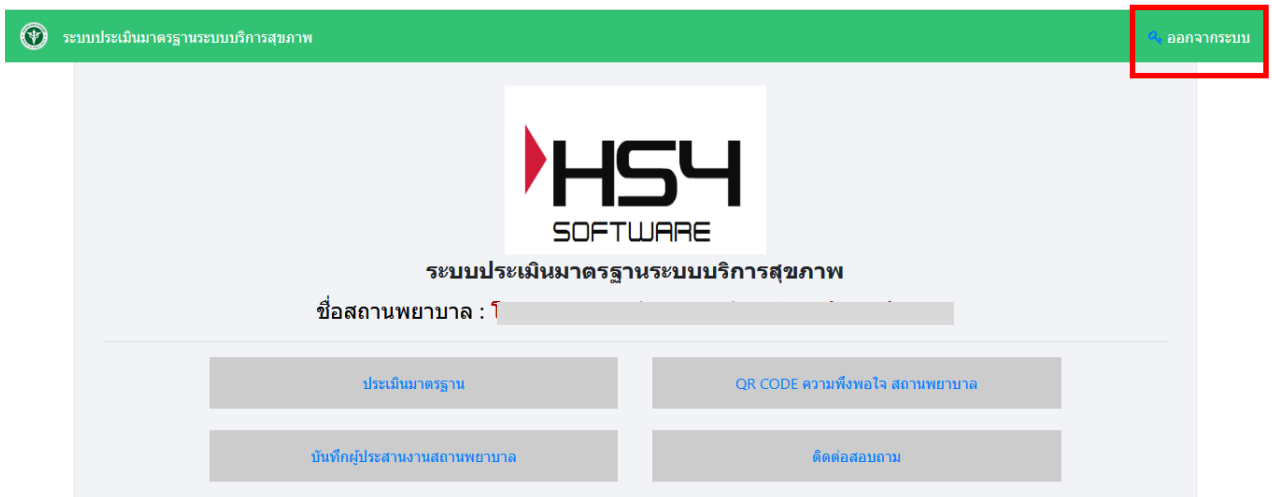 ระบบประเมินมาตรฐานระบบบริการสุขภาพ
ออกจากระบบ
HS4
SOFTWARE
ระบบประเมินมาตรฐานระบบบริการสุขภาพ
ชื่อสถานพยาบาล :
ประเมินมาตรฐาน
QR CODE ความพึงพอใจ สถานพยาบาล
บันทึกผู้ประสานงานสถานพยาบาล
ติดต่อสอบถาม